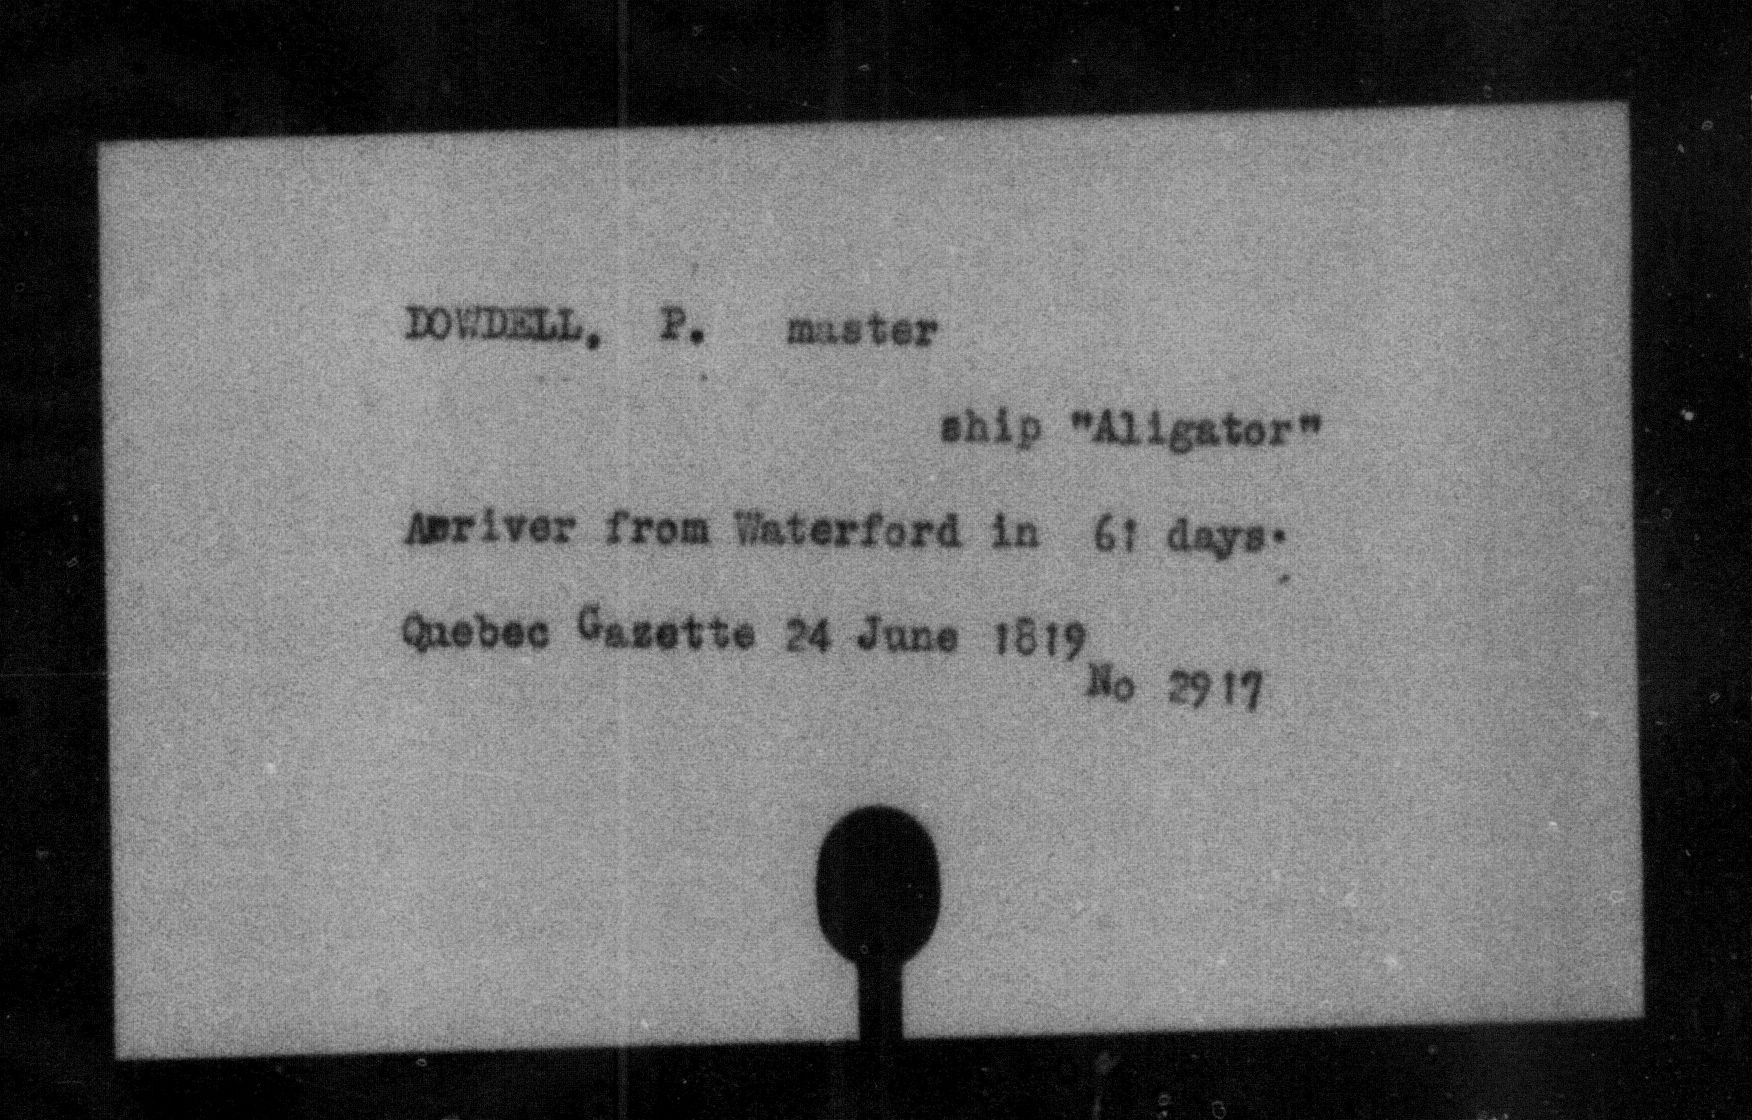 DOWDELL, P. master
ship "Aligator"
Arriver from Waterford in 61 days.
Quebec Gazette 24 June 1819
No 2917